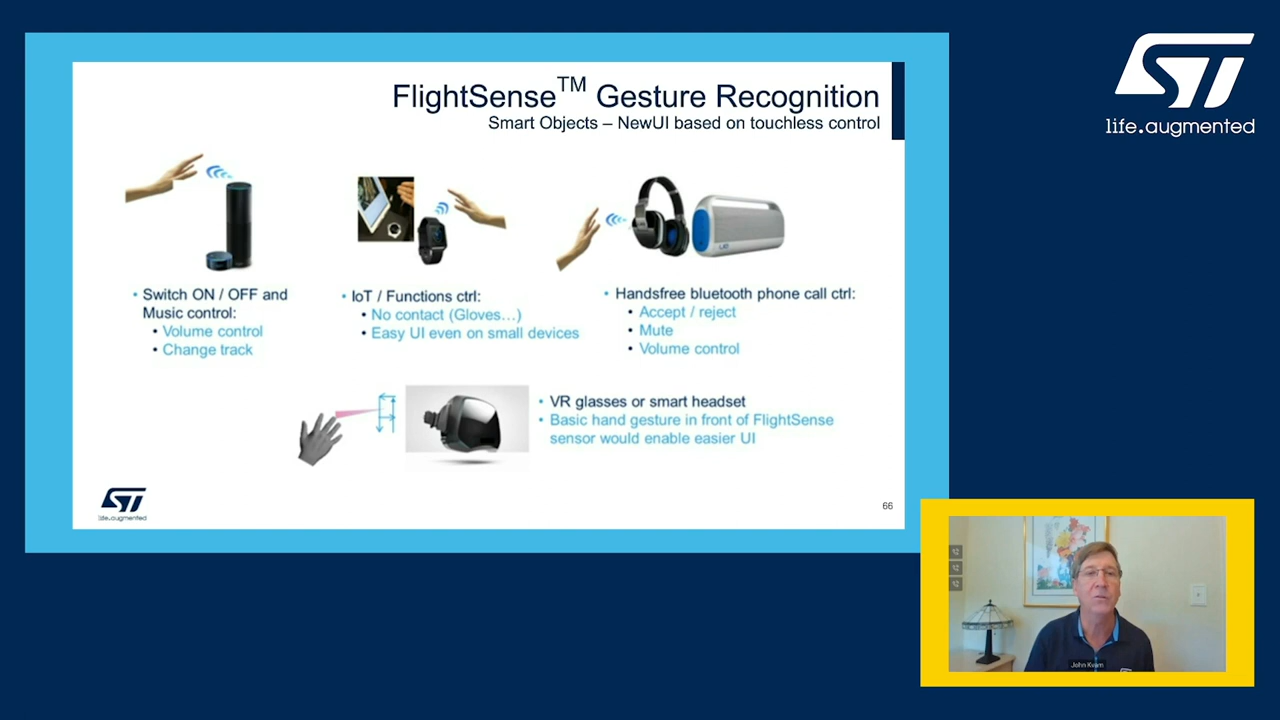 FlightSense™ Gesture Recognition
Smart Objects – NewUI based on touchless control
• Switch ON / OFF and
Music control:
• Volume control
• Change track
• IoT / Functions ctrl:
• No contact (Gloves…)
• Easy UI even on small devices
• Handsfree bluetooth phone call ctrl:
• Accept / reject
• Mute
• Volume control
• VR glasses or smart headset
• Basic hand gesture in front of FlightSense
sensor would enable easier UI
ST
life.augmented
66
ST
life.augmented
John Kvam